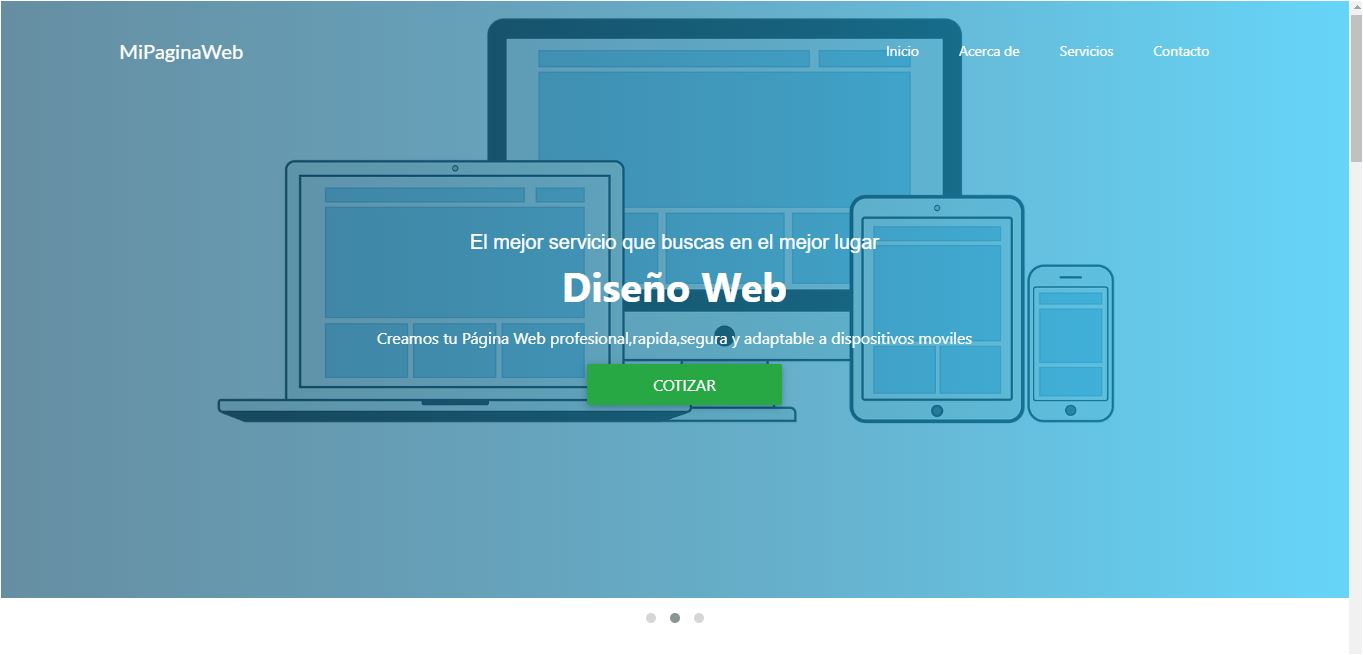 MiPaginaWeb
Inicio Acerca de Servicios Contacto
El mejor servicio que buscas en el mejor lugar
Diseño Web
Creamos tu Página Web profesional,rapida,segura y adaptable a dispositivos moviles
COTIZAR